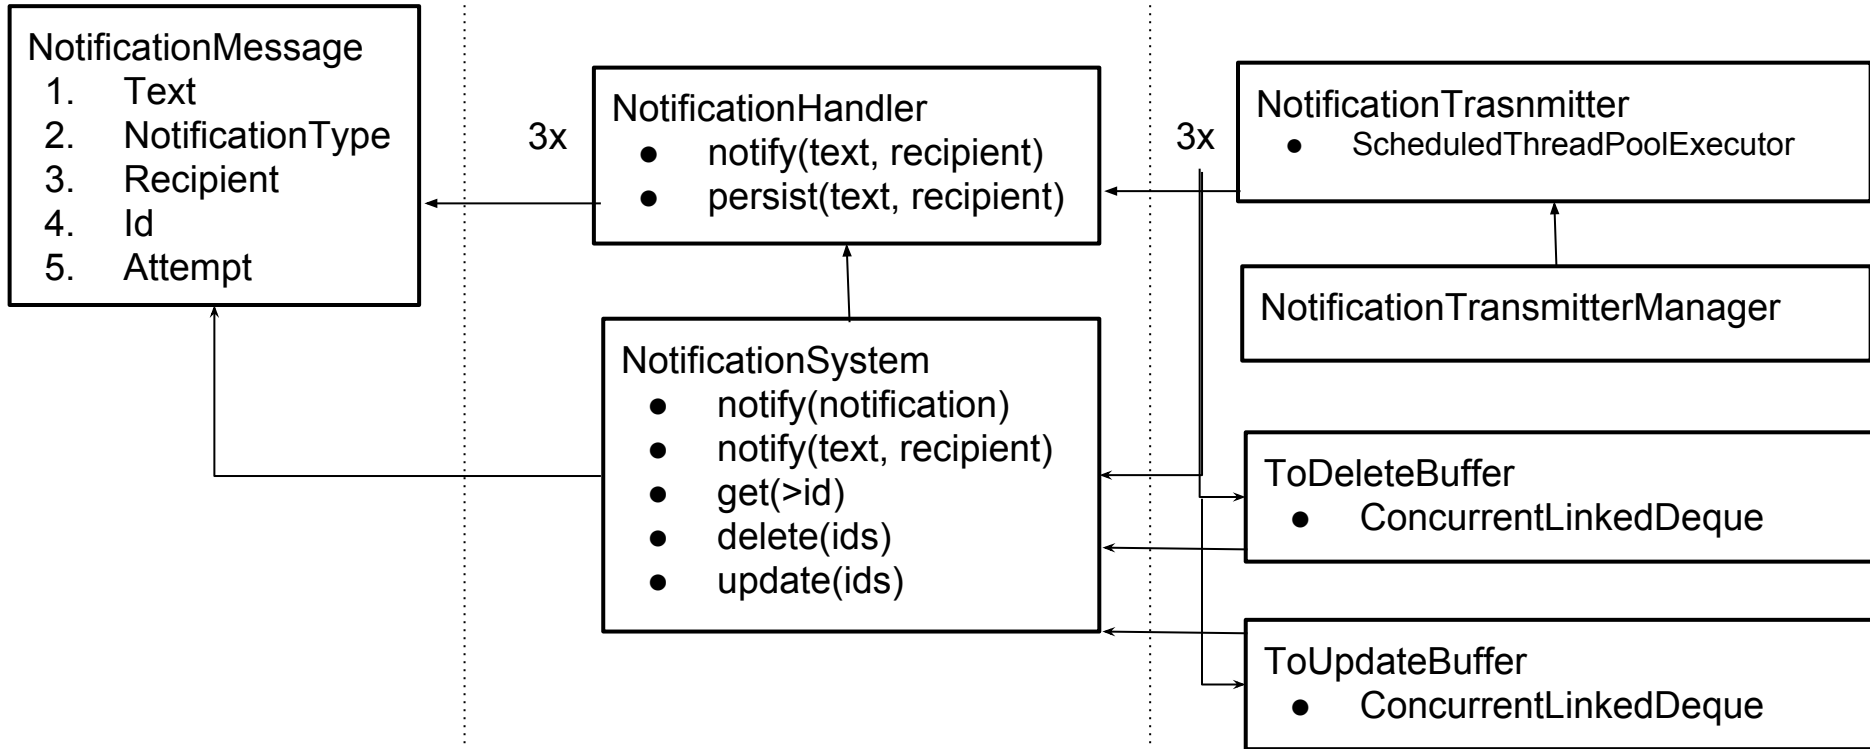 NotificationMessage
1. Text
2. NotificationType
3. Recipient
4. Id
5. Attempt
3x
NotificationHandler
● notify(text, recipient)
● persist(text, recipient)
NotificationSystem
● notify(notification)
● notify(text, recipient)
● get(>id)
● delete(ids)
● update(ids)
3x
NotificationTrasnmitter
● ScheduledThreadPoolExecutor
NotificationTransmitterManager
ToDeleteBuffer
● ConcurrentLinkedDeque
ToUpdateBuffer
● ConcurrentLinkedDeque